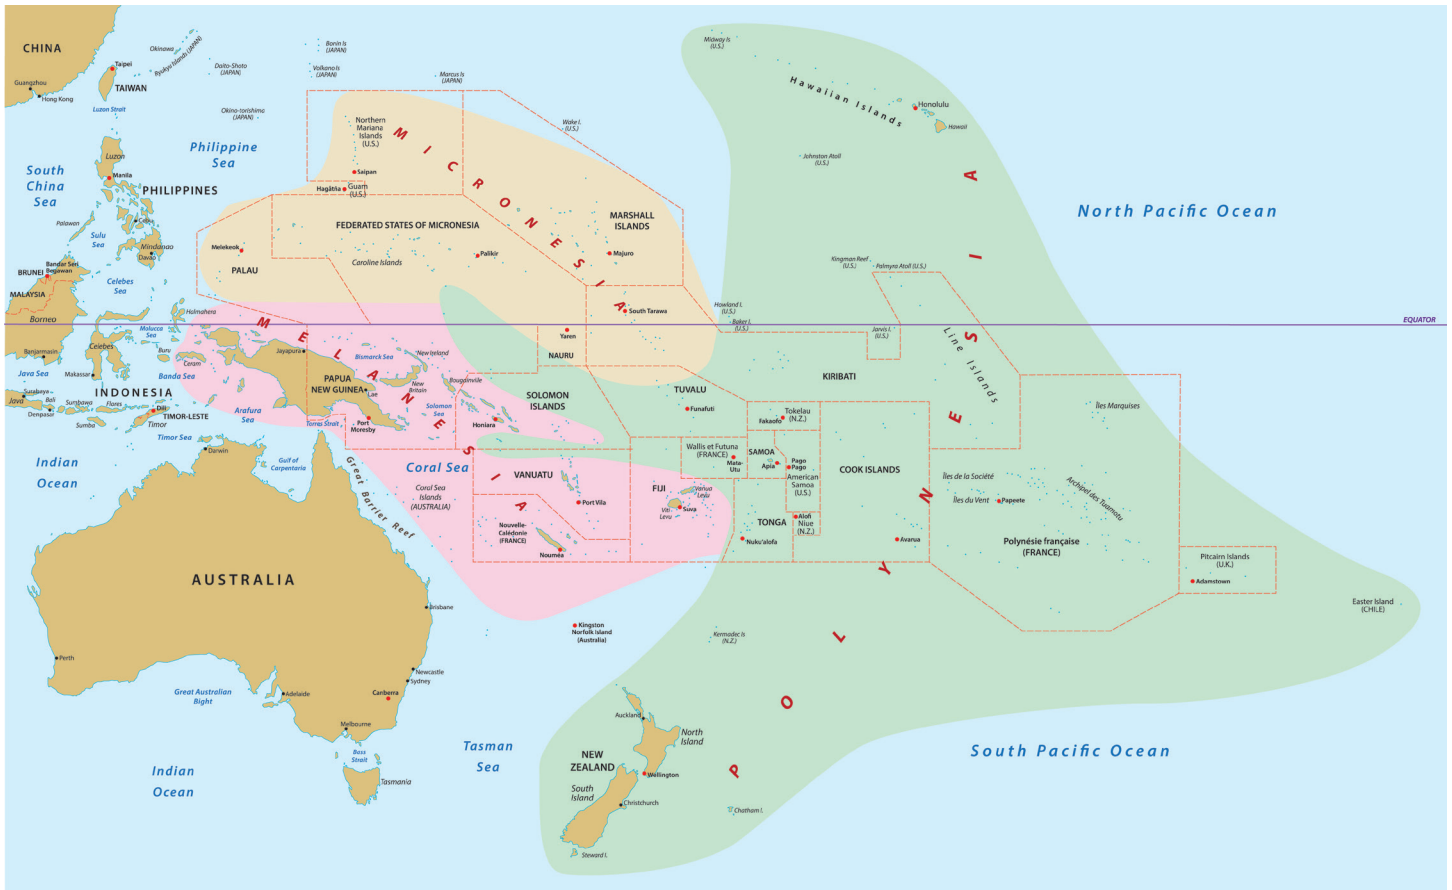 CHINA
Guangzhou
Hong Kong
Taipei
TAIWAN
Luzon Strait
Okinawa
Ryukyu Islands (JAPAN)
Daito-Shoto
(JAPAN)
Bonin Is
(JAPAN)
Volkano Is
(JAPAN)
Marcus Is
(JAPAN)
Okino-torishima
(JAPAN)
Wake I.
(U.S.)
Midway Is
(U.S.)
Hawaiian Islands
Honolulu
Hawaii
Johnston Atoll
(U.S.)
North Pacific Ocean
Philippine
Sea
South
China
Sea
Luzon
Manila
PHILIPPINES
Palawan
Cebu
Sulu
Sea
Mindanao
Davao
Celebes
Sea
BRUNEI
Bandar Seri
Begawan
MALAYSIA
Borneo
Banjarmasin
Java Sea
Surabaya
Java
Bali
Denpasar
Sumbawa
Sumba
Flores
Makassar
Celebes
Molucca
Sea
Halmahera
Buru
Ceram
Banda Sea
INDONESIA
Dili
TIMOR-LESTE
Timor
Timor Sea
Arafura
Sea
MICRONESIA
Northern
Mariana
Islands
(U.S.)
Saipan
Hagåtña
Guam
(U.S.)
FEDERATED STATES OF MICRONESIA
Caroline Islands
Palikir
Melekeok
PALAU
MARSHALL
ISLANDS
Majuro
South Tarawa
Yaren
NAURU
Howland I.
(U.S.)
Baker I.
(U.S.)
Jarvis I.
(U.S.)
Kingman Reef
(U.S.)
Palmyra Atoll (U.S.)
EQUATOR
MELANESIA
Jayapura
Bismarck Sea
New Ireland
PAPUA
NEW GUINEA
Lae
New
Britain
Bougainville
Solomon
Sea
Port
Moresby
Torres Strait
Honiara
SOLOMON
ISLANDS
TUVALU
Funafuti
KIRIBATI
Line Islands
Tokelau
(N.Z.)
Fakaofo
Wallis et Futuna
(FRANCE)
Mata-
Utu
SAMOA
Apia
Pago
Pago
American
Samoa
(U.S.)
COOK ISLANDS
Avarua
Alofi
Niue
(N.Z.)
TONGA
Nuku'alofa
FIJI
Vanua
Levu
Viti
Levu
Suva
VANUATU
Port Vila
Nouvelle-
Calédonie
(FRANCE)
Nouméa
Coral Sea
Coral Sea
Islands
(AUSTRALIA)
Great Barrier Reef
Îles Marquises
Îles de la Société
Îles du Vent
Papeete
Archipel des Tuamotu
Polynésie française
(FRANCE)
Pitcairn Islands
(U.K.)
Adamstown
Easter Island
(CHILE)
POLYNESIA
Kermadec Is
(N.Z.)
Kingston
Norfolk Island
(Australia)
Indian
Ocean
Darwin
Gulf of
Carpentaria
AUSTRALIA
Brisbane
Perth
Newcastle
Sydney
Canberra
Adelaide
Great Australian
Bight
Melbourne
Bass
Strait
Tasmania
Indian
Ocean
Tasman
Sea
Auckland
North
Island
NEW
ZEALAND
Wellington
South
Island
Christchurch
Chatham I.
Steward I.
South Pacific Ocean